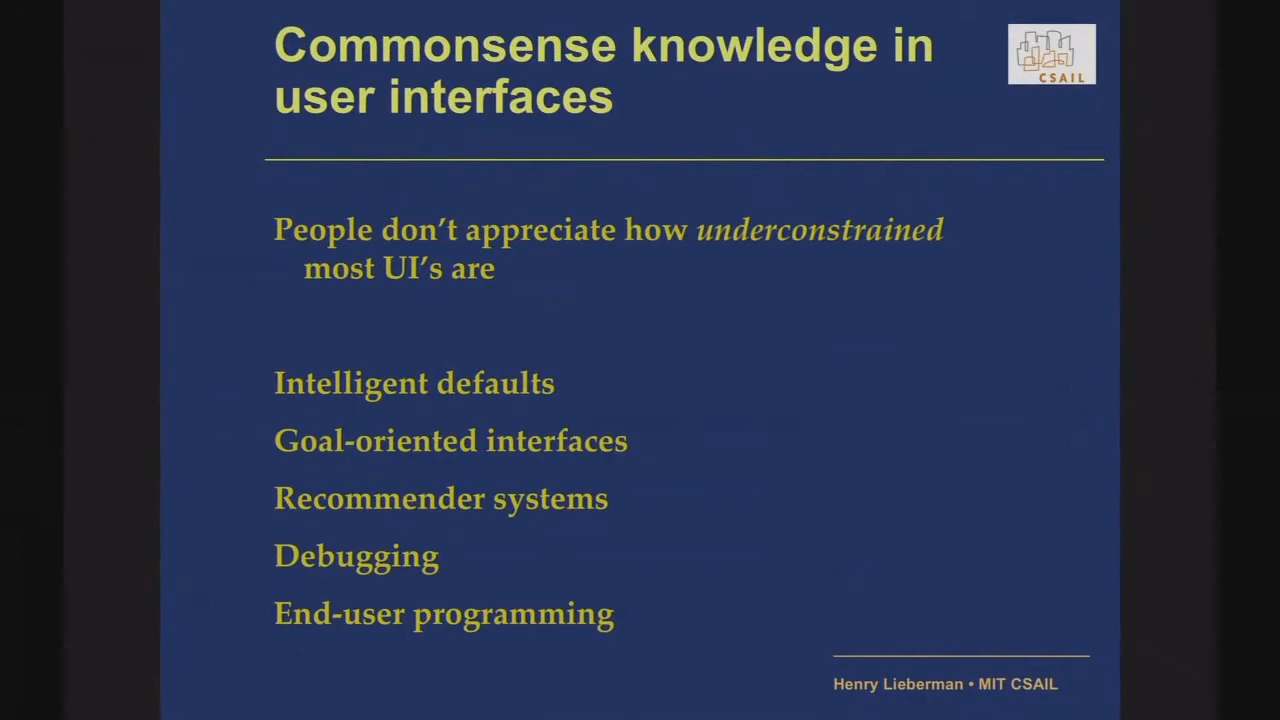 Commonsense knowledge in
user interfaces
CSAIL
People don’t appreciate how underconstrained
most UI’s are
Intelligent defaults
Goal-oriented interfaces
Recommender systems
Debugging
End-user programming
Henry Lieberman • MIT CSAIL